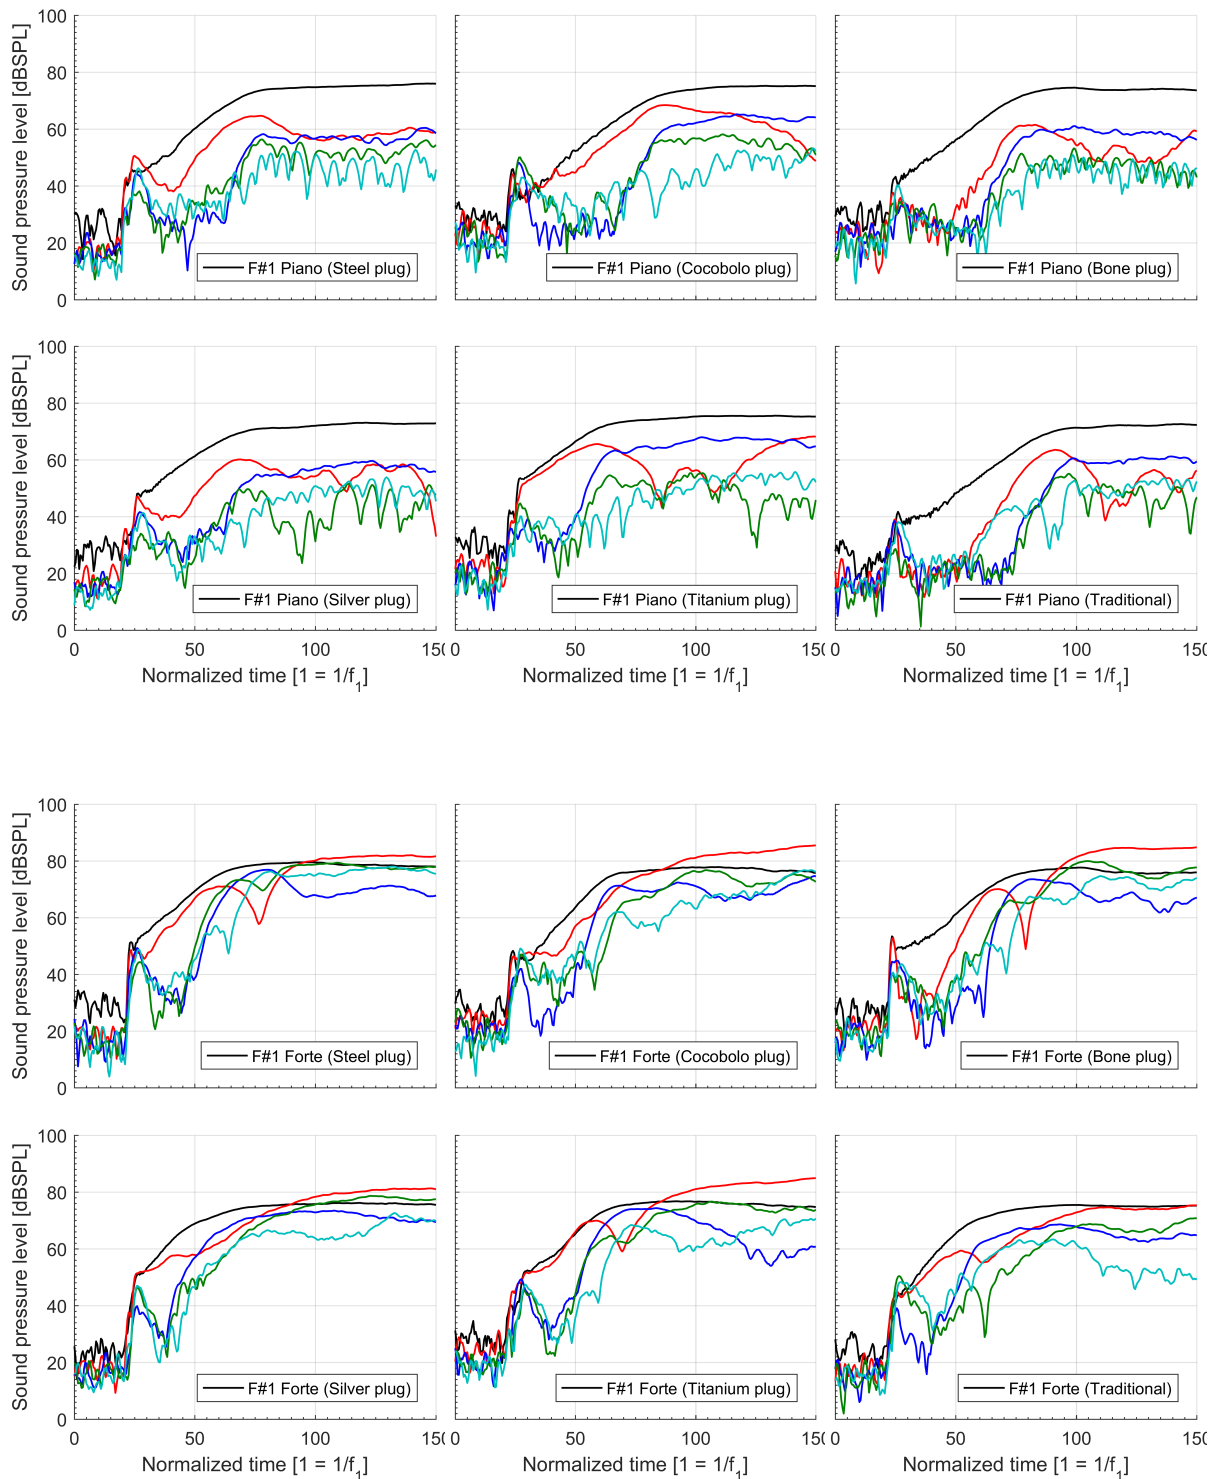 Sound pressure level [dBSPL]
100
80
60
40
20
0
F#1 Piano (Steel plug)
F#1 Piano (Cocobolo plug)
F#1 Piano (Bone plug)
Sound pressure level [dBSPL]
100
80
60
40
20
0
F#1 Piano (Silver plug)
F#1 Piano (Titanium plug)
F#1 Piano (Traditional)
0 50 100 150 0 50 100 150 0 50 100 150
Normalized time [1 = 1/f1] Normalized time [1 = 1/f1] Normalized time [1 = 1/f1]
Sound pressure level [dBSPL]
100
80
60
40
20
0
F#1 Forte (Steel plug)
F#1 Forte (Cocobolo plug)
F#1 Forte (Bone plug)
Sound pressure level [dBSPL]
100
80
60
40
20
0
F#1 Forte (Silver plug)
F#1 Forte (Titanium plug)
F#1 Forte (Traditional)
0 50 100 150 0 50 100 150 0 50 100 150
Normalized time [1 = 1/f1] Normalized time [1 = 1/f1] Normalized time [1 = 1/f1]